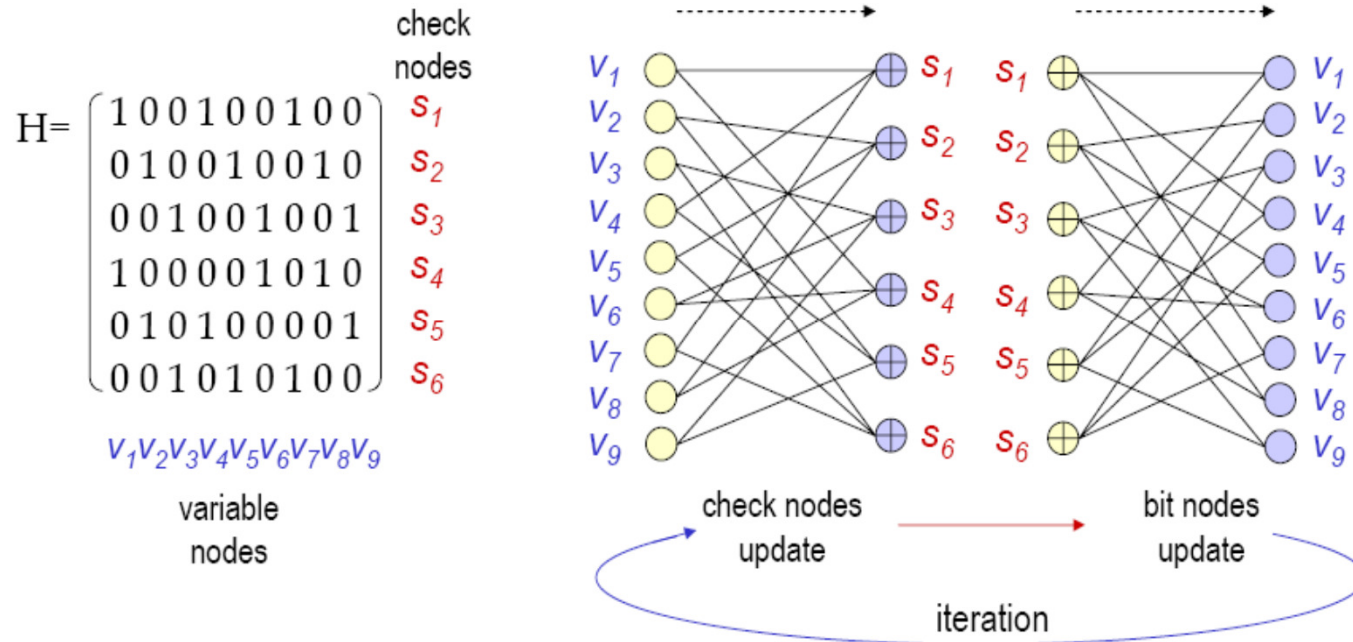 check
nodes
H=
1 0 0 1 0 0 1 0 0 s1
0 1 0 0 1 0 0 1 0 s2
0 0 1 0 0 1 0 0 1 s3
1 0 0 0 0 1 0 1 0 s4
0 1 0 1 0 0 0 0 1 s5
0 0 1 0 1 0 1 0 0 s6
v1v2v3v4v5v6v7v8v9
variable
nodes
v1
v2
v3
v4
v5
v6
v7
v8
v9
s1
s2
s3
s4
s5
s6
s1
s2
s3
s4
s5
s6
v1
v2
v3
v4
v5
v6
v7
v8
v9
check nodes
update
bit nodes
update
iteration